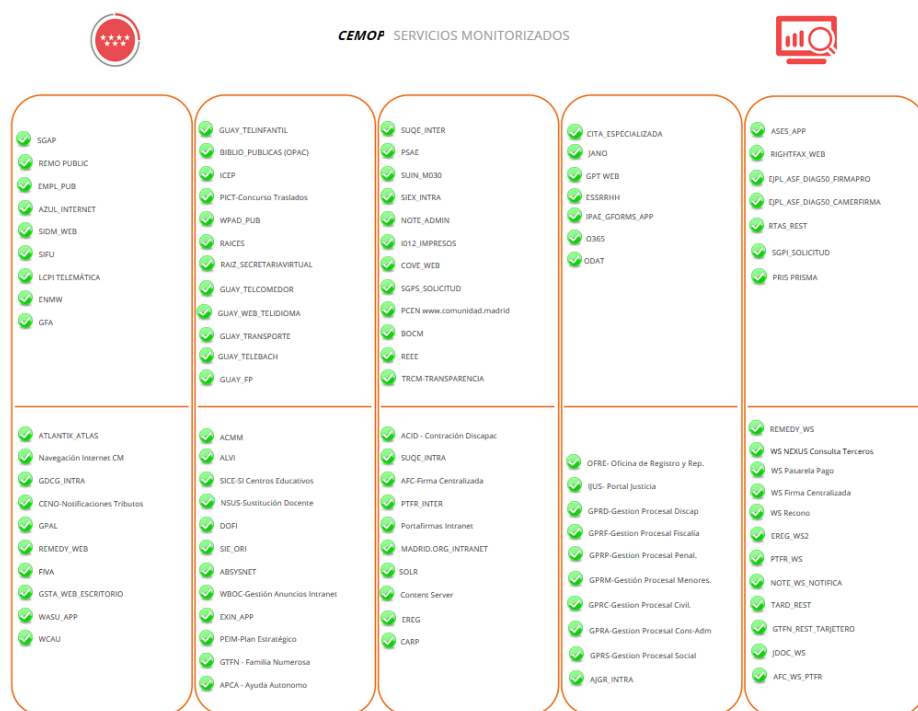 CEMOP SERVICIOS MONITORIZADOS
SGAP
REMO PUBLIC
EMPL_PUB
AZUL_INTERNET
SIDM_WEB
SIFU
LCPI TELEMÁTICA
ENMW
GFA
GUAY_TELINFANTIL
BIBLIO_PUBLICAS (OPAC)
ICEP
PICT-Concurso Traslados
WPAD_PUB
RAICES
RAIZ_SECRETARIAVIRTUAL
GUAY_TELCOMEDOR
GUAY_WEB_TELIDIOMA
GUAY_TRANSPORTE
GUAY_TELEBACH
GUAY_FP
SUQE_INTER
PSAE
SUIN_M030
SIEX_INTRA
NOTE_ADMIN
I012_IMPRESOS
COVE_WEB
SGPS_SOLICITUD
PCEN www.comunidad.madrid
BOCM
REEE
TRCM-TRANSPARENCIA
CITA_ESPECIALIZADA
JANO
GPT WEB
ESSRRHH
IPAE_GFORMS_APP
O365
ODAT
ASES_APP
RIGHTFAX_WEB
EJPL_ASF_DIAG50_FIRMAPRO
EJPL_ASF_DIAG50_CAMERFIRMA
RTAS_REST
SGPI_SOLICITUD
PRIS PRISMA
ATLANTIX_ATLAS
Navegación Internet CM
GDCG_INTRA
CENO-Notificaciones Tributos
GPAL
REMEDY_WEB
FIVA
GSTA_WEB_ESCRITORIO
WASU_APP
WCAU
ACMM
ALVI
SICE-SI Centros Educativos
NSUS-Sustitución Docente
DOFI
SIE_ORI
ABSYSNET
WBOC-Gestión Anuncios Intranet
EXIN_APP
PEIM-Plan Estratégico
GTFN - Familia Numerosa
APCA - Ayuda Autonomo
ACID - Contración Discapac
SUQE_INTRA
AFC-Firma Centralizada
PTFR_INTER
Portafirmas Intranet
MADRID.ORG_INTRANET
SOLR
Content Server
EREG
CARP
OFRE- Oficina de Registro y Rep.
IJUS- Portal Justicia
GPRD-Gestion Procesal Discap
GPRF-Gestion Procesal Fiscalía
GPRP-Gestion Procesal Penal.
GPRM-Gestión Procesal Menores.
GPRC-Gestion Procesal Civil.
GPRA-Gestion Procesal Cont-Adm
GPRS-Gestion Procesal Social
AJGR_INTRA
REMEDY_WS
WS NEXUS Consulta Terceros
WS Pasarela Pago
WS Firma Centralizada
WS Recono
EREG_WS2
PTFR_WS
NOTE_WS_NOTIFICA
TARD_REST
GTFN_REST_TARJETERO
JDOC_WS
AFC_WS_PTFR